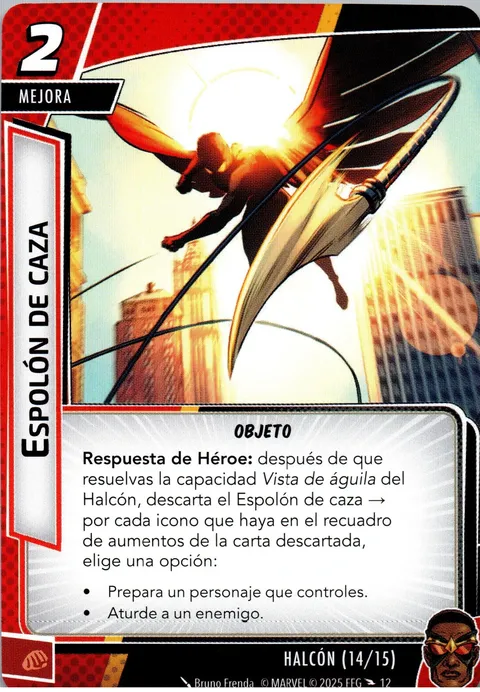 2
MEJORA
ESPOLÓN DE CAZA
OBJETO
Respuesta de Héroe: después de que
resuelvas la capacidad Vista de águila del
Halcón, descarta el Espolón de caza →
por cada icono que haya en el recuadro
de aumentos de la carta descartada,
elige una opción:
• Prepara un personaje que controles.
• Aturde a un enemigo.
HALCÓN (14/15)
Bruno Frenda © MARVEL © 2025 FFG 12